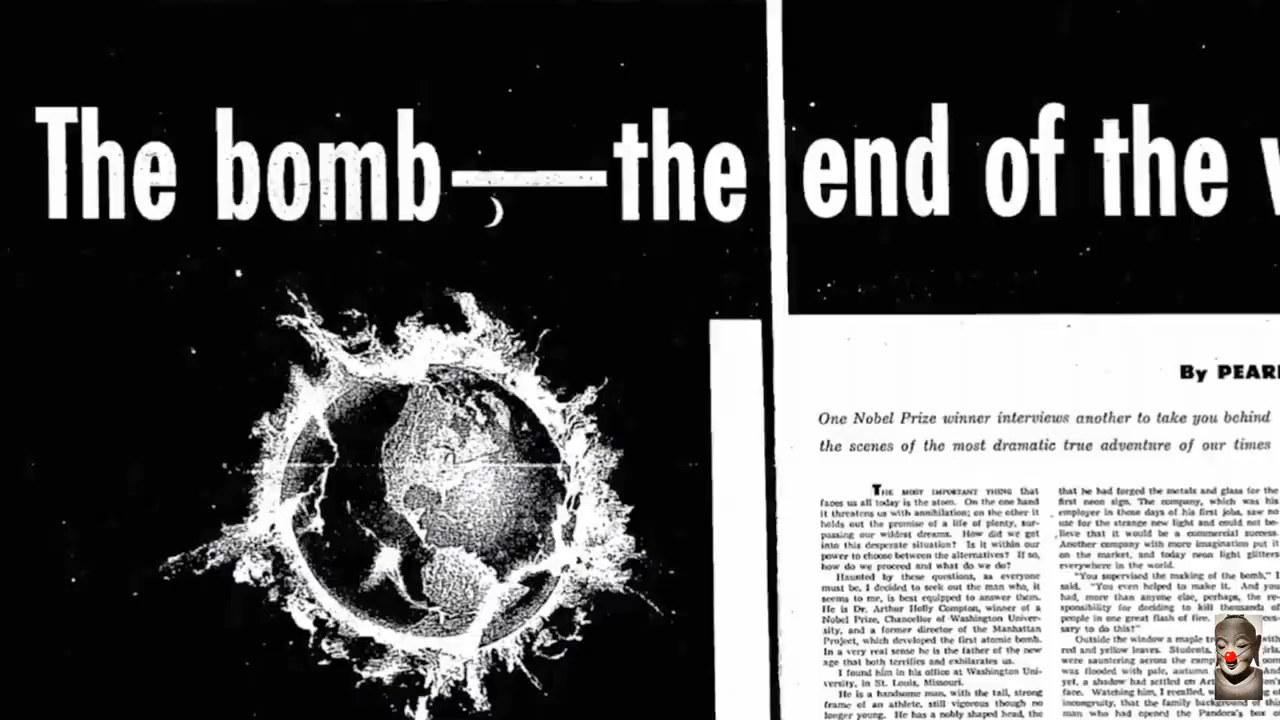 The bomb—the end of the
By PEARL
One Nobel Prize winner interviews another to take you behind
the scenes of the most dramatic true adventure of our times
THE MOST IMPORTANT THING that
faces us all today is the atom. On the one hand
it threatens us with annihilation; on the other it
holds out the promise of a life of plenty, sur-
passing our wildest dreams. How did we get
into this desperate situation? Is it within our
power to choose between the alternatives? If so,
how do we proceed and what do we do?
Haunted by these questions, as everyone
must be, I decided to seek out the man who, it
seems to me, is best equipped to answer them.
He is Dr. Arthur Holly Compton, winner of a
Nobel Prize, Chancellor of Washington Univer-
sity, and a former director of the Manhattan
Project, which developed the first atomic bomb.
In a very real sense he is the father of the new
age that both terrifies and exhilarates us.
I found him in his office at Washington Uni-
versity, in St. Louis, Missouri.
He is a handsome man, with the tall, strong
frame of an athlete, still vigorous though no
longer young. He has a nobly shaped head, the
that he had forged the metals and glass for the
first neon sign. The company, which was his
employer in those days of his first jobs, saw no
use for the strange new light and could not be-
lieve that it would be a commercial success.
Another company with more imagination put it
on the market, and today neon light glitters
everywhere in the world.
"You supervised the making of the bomb," I
said. "You even helped to make it. And you
had, more than anyone else, perhaps, the re-
sponsibility for deciding to kill thousands of
people in one great flash of fire.
sary to do this?"
Outside the window a maple
red and yellow leaves. Students,
were sauntering across the
was flooded with pale, autumn And
yet, a shadow had settled on
face. Watching him, I recalled, of
incongruity, that the family background of this
man who had opened the Pandora's box of